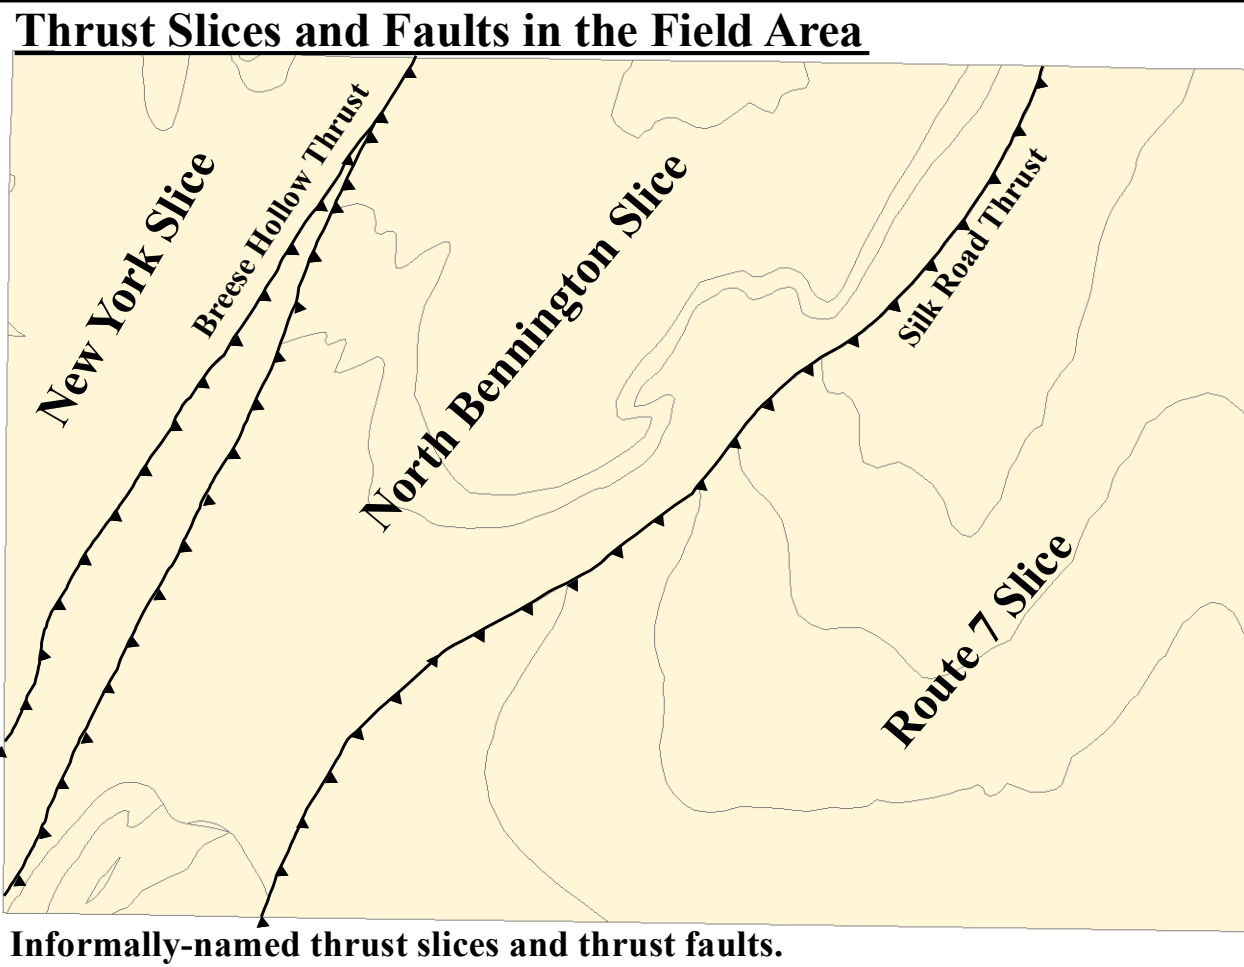 Thrust Slices and Faults in the Field Area
New York Slice
Breese Hollow Thrust
North Bennington Slice
Silk Road Thrust
Route 7 Slice
Informally-named thrust slices and thrust faults.